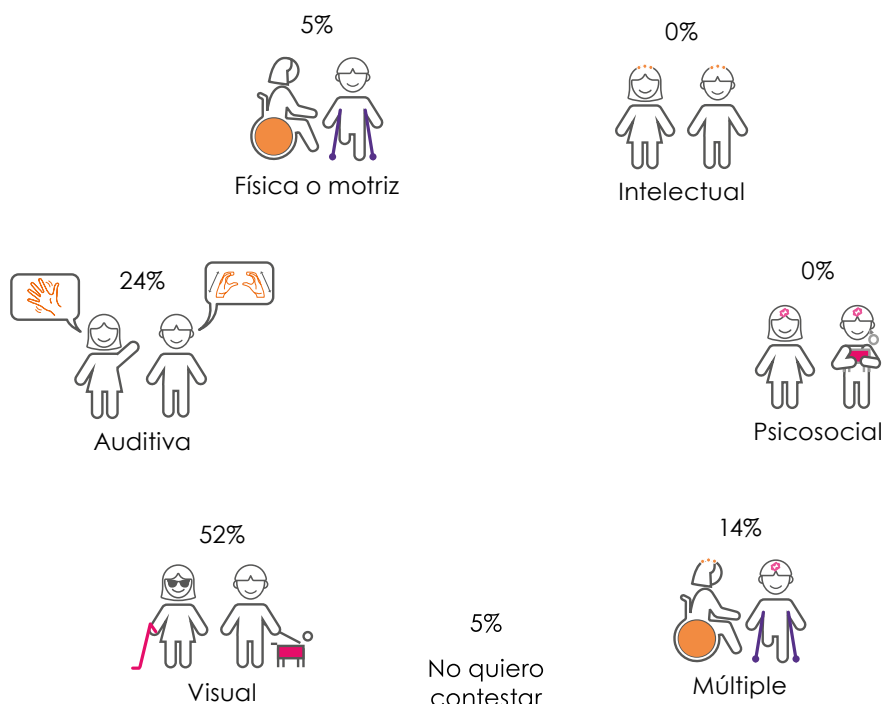 5%
Física o motriz
0%
Intelectual
24%
Auditiva
0%
Psicosocial
52%
Visual
5%
No quiero
contestar
14%
Múltiple